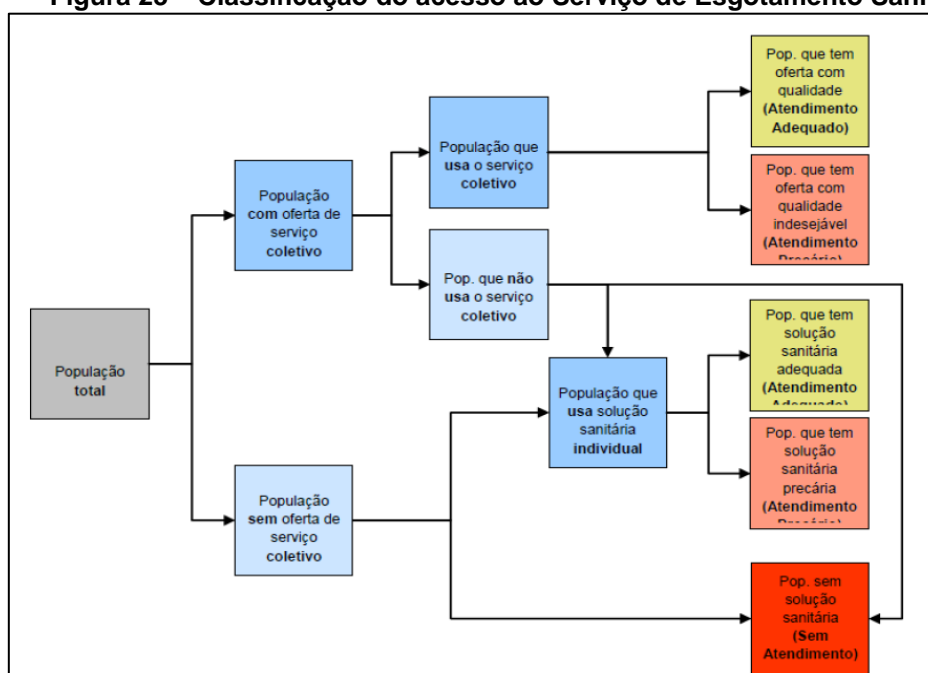 Figura 26 – Classificação do acesso ao Serviço de Esgotamento Sani
Pop. que tem
oferta com
qualidade
(Atendimento
Adequado)
População que
usa o serviço
coletivo
Pop. que tem
oferta com
qualidade
indesejável
(Atendimento
Precário)
População
com oferta de
serviço
coletivo
Pop. que não
usa o serviço
coletivo
Pop. que tem
solução
sanitária
adequada
(Atendimento
Adequado)
População
total
População que
usa solução
sanitária
individual
Pop. que tem
solução
sanitária
precária
(Atendimento
Precário)
População
sem oferta de
serviço
coletivo
Pop. sem
solução
sanitária
(Sem
Atendimento)